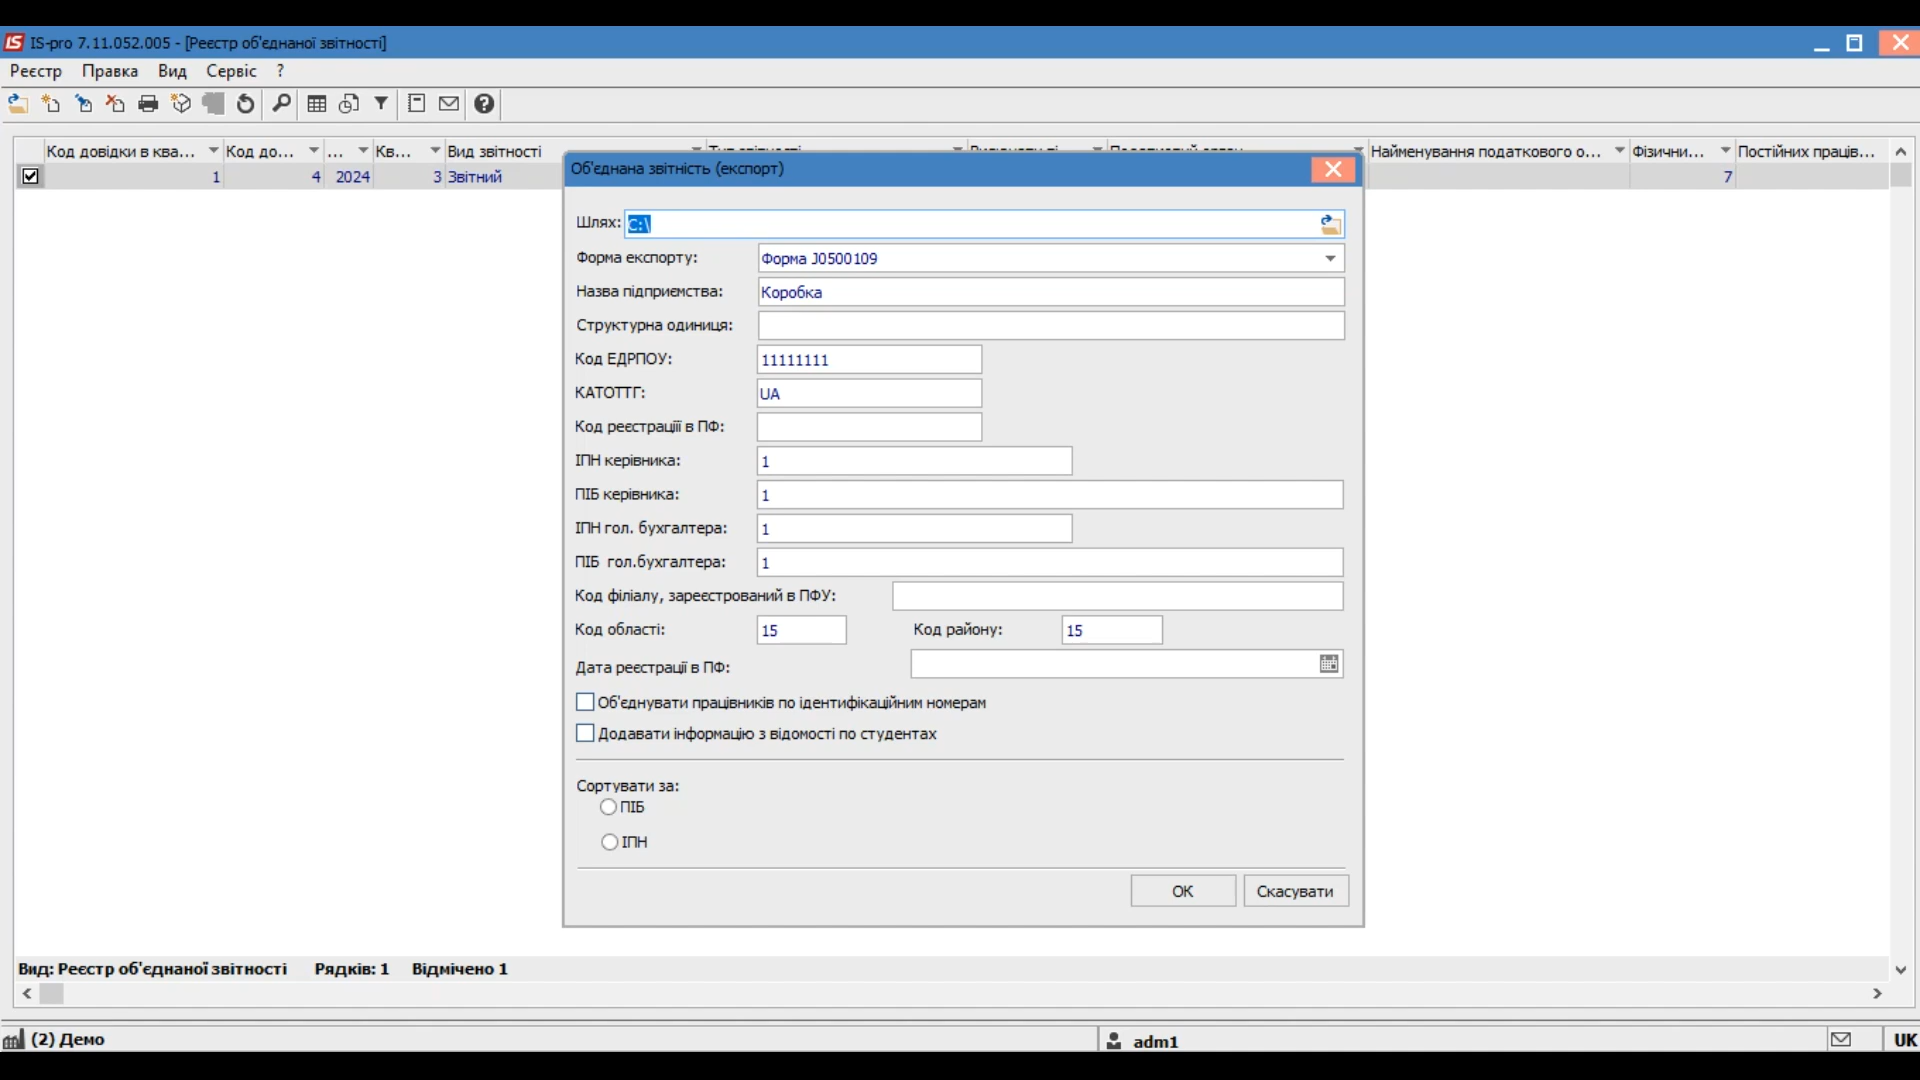 IS-pro 7.11.052.005 - [Реєстр об'єднаної звітності]
Реєстр Правка Вид Сервіс ?
Код довідки в ква... Код до... ... Кв... Вид звітності Тип звітності Податковий орган Найменування податкового о... Фізични... Постійних праців...
1 4 2024 3 Звітний 7
Об'єднана звітність (експорт)
Шлях: C:\
Форма експорту: Форма J0500109
Назва підприємства: Коробка
Структурна одиниця:
Код ЕДРПОУ: 11111111
КАТОТТГ: UA
Код реєстраціїі в ПФ:
ІПН керівника: 1
ПІБ керівника: 1
ІПН гол. бухгалтера: 1
ПІБ гол.бухгалтера: 1
Код філіалу, зареєстрований в ПФУ:
Код області: 15 Код району: 15
Дата реєстрації в ПФ:
Об'єднувати працівників по ідентифікаційним номерам
Додавати інформацію з відомості по студентах
Сортувати за:
ПІБ
ІПН
ОК Скасувати
Вид: Реєстр об'єднаної звітності Рядків: 1 Відмічено 1
(2) Демо adm1 UK